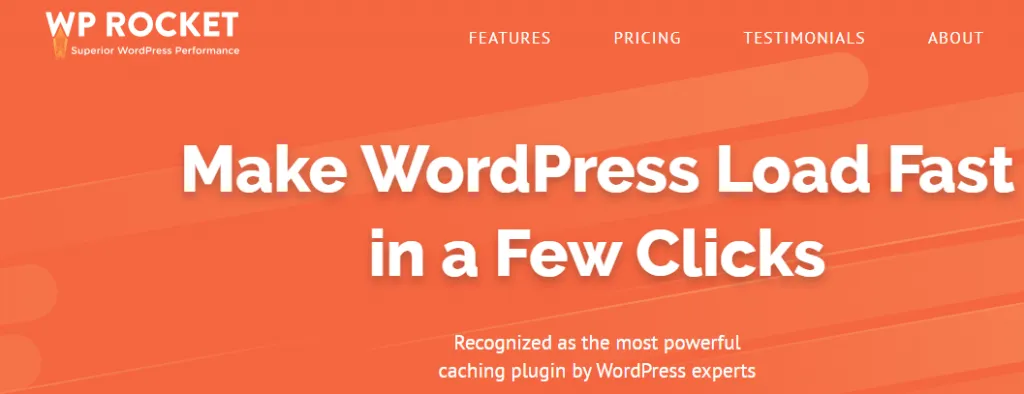 WP ROCKET
Superior WordPress Performance
FEATURES PRICING TESTIMONIALS ABOUT
Make WordPress Load Fast
in a Few Clicks
Recognized as the most powerful
caching plugin by WordPress experts